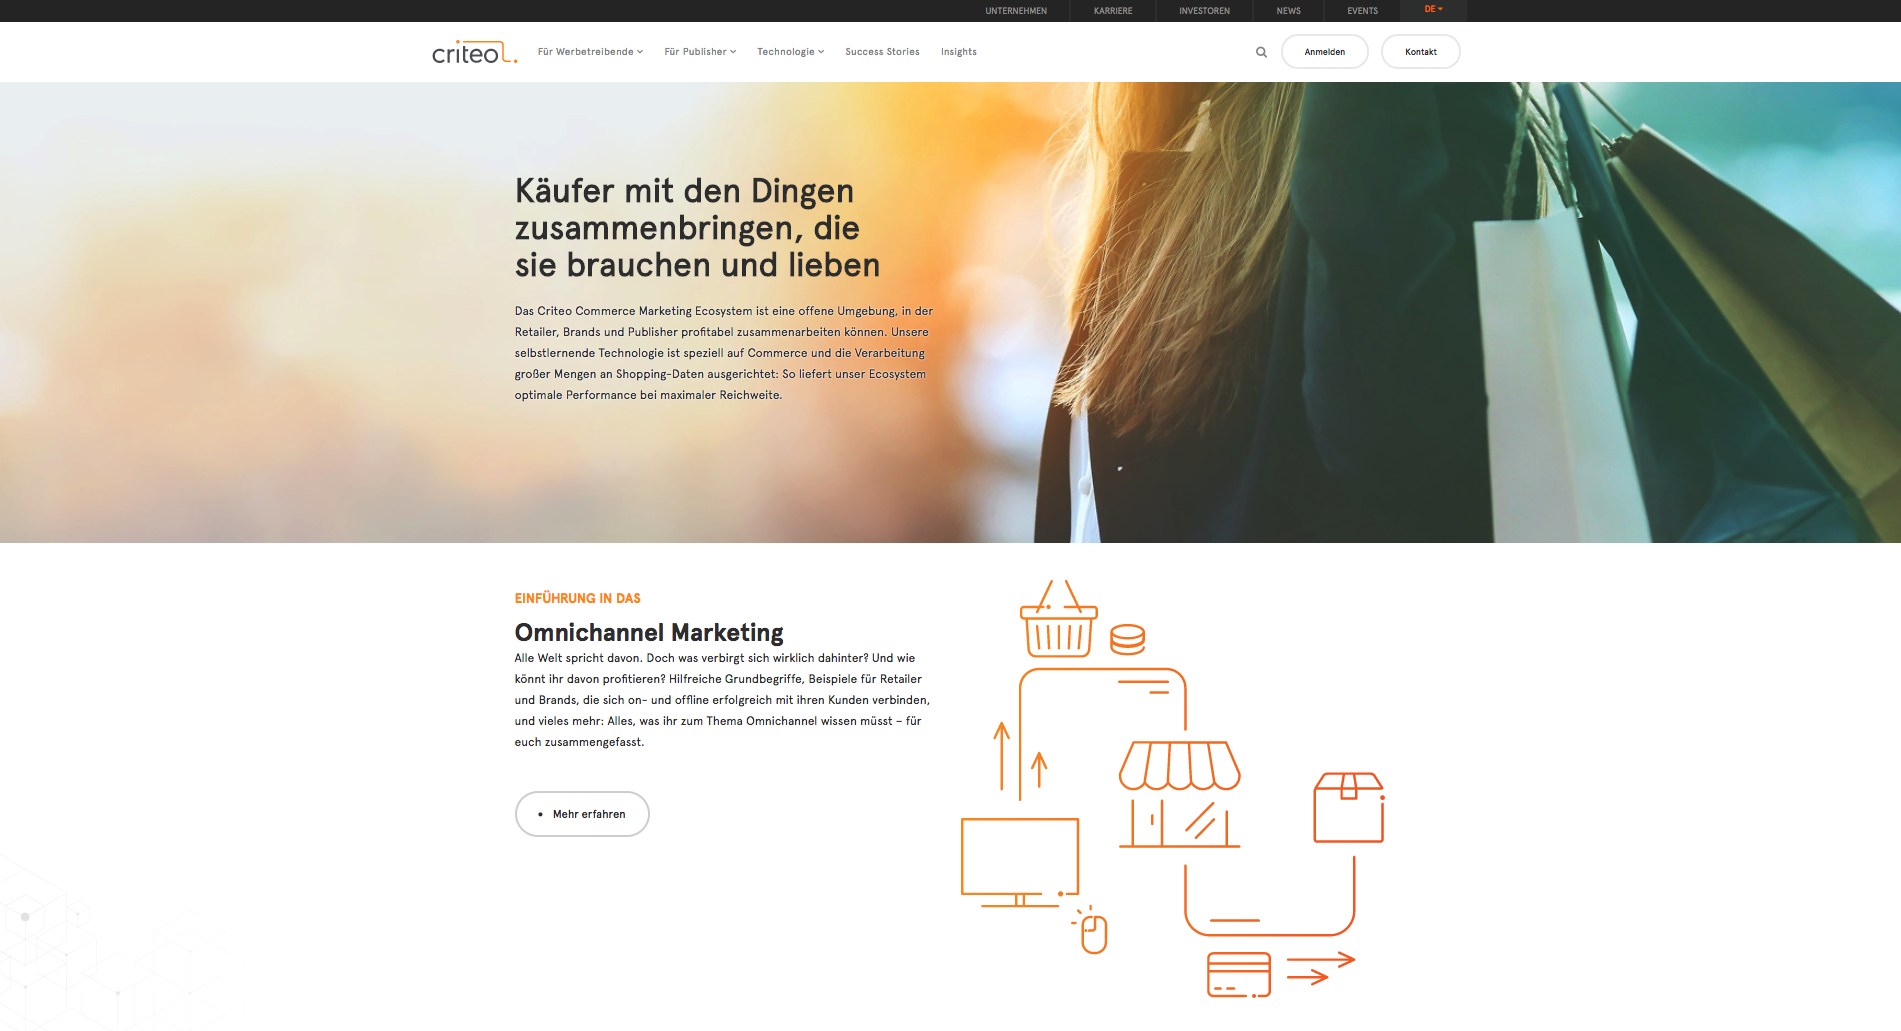 UNTERNEHMEN KARRIERE INVESTOREN NEWS EVENTS DE
criteo Für Werbetreibende Für Publisher Technologie Success Stories Insights Anmelden Kontakt
Käufer mit den Dingen
zusammenbringen, die
sie brauchen und lieben
Das Criteo Commerce Marketing Ecosystem ist eine offene Umgebung, in der
Retailer, Brands und Publisher profitabel zusammenarbeiten können. Unsere
selbstlernende Technologie ist speziell auf Commerce und die Verarbeitung
großer Mengen an Shopping-Daten ausgerichtet: So liefert unser Ecosystem
optimale Performance bei maximaler Reichweite.
EINFÜHRUNG IN DAS
Omnichannel Marketing
Alle Welt spricht davon. Doch was verbirgt sich wirklich dahinter? Und wie
könnt ihr davon profitieren? Hilfreiche Grundbegriffe, Beispiele für Retailer
und Brands, die sich on- und offline erfolgreich mit ihren Kunden verbinden,
und vieles mehr: Alles, was ihr zum Thema Omnichannel wissen müsst – für
euch zusammengefasst.
• Mehr erfahren